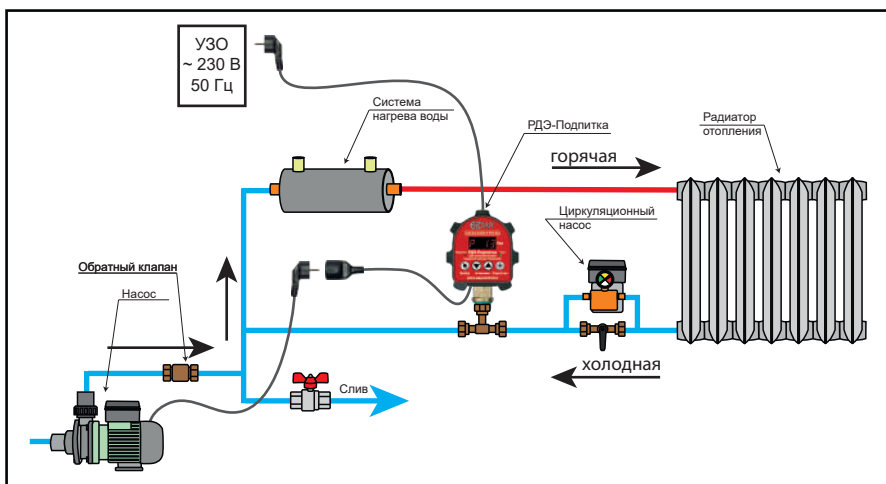 УЗО
~ 230 В
50 Гц
Система
нагрева воды
РДЭ-Подпитка
Радиатор
отопления
горячая
Циркуляционный
насос
Обратный клапан
Насос
холодная
Слив